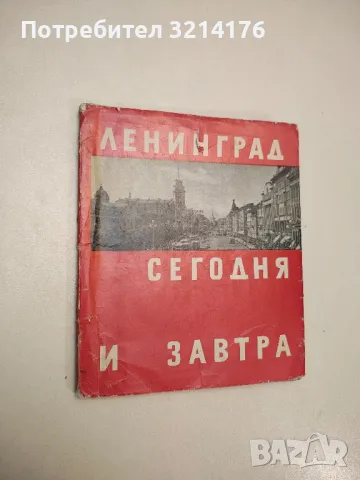 Потребител 3214176
ЛЕНИНГРАД
СЕГОДНЯ
И ЗАВТРА
BAZAR